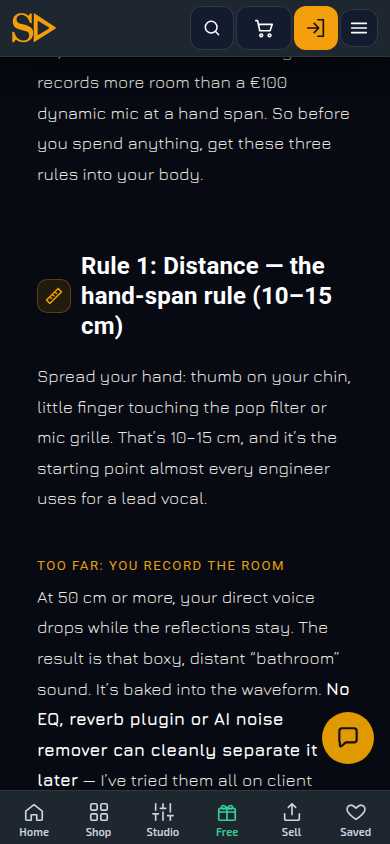 SD
records more room than a €100
dynamic mic at a hand span. So before
you spend anything, get these three
rules into your body.
Rule 1: Distance — the
hand-span rule (10–15
cm)
Spread your hand: thumb on your chin,
little finger touching the pop filter or
mic grille. That's 10–15 cm, and it's the
starting point almost every engineer
uses for a lead vocal.
TOO FAR: YOU RECORD THE ROOM
At 50 cm or more, your direct voice
drops while the reflections stay. The
result is that boxy, distant “bathroom”
sound. It's baked into the waveform. No
EQ, reverb plugin or AI noise
remover can cleanly separate it
later — I've tried them all on client
Home Shop Studio Free Sell Saved